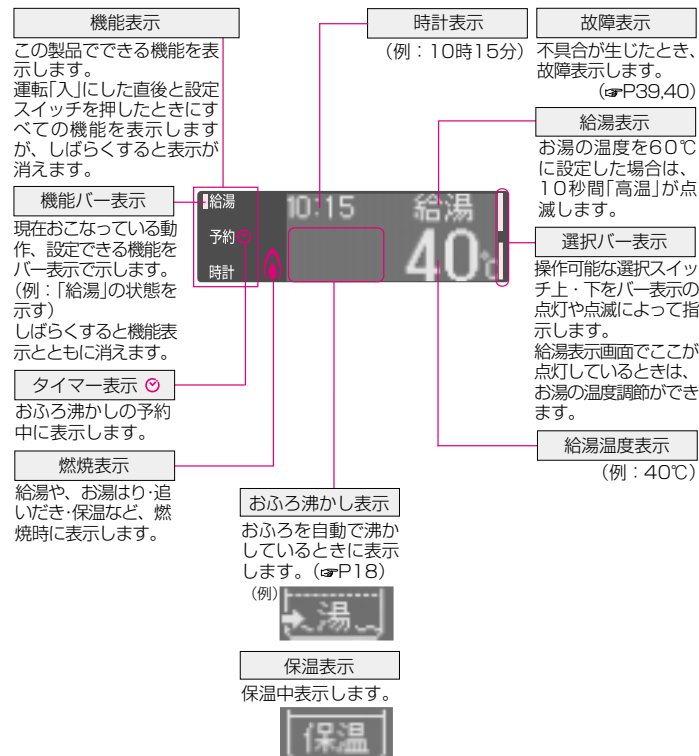 機能表示
この製品でできる機能を表
示します。
運転「入」にした直後と設定
スイッチを押したときにす
べての機能を表示します
が、しばらくすると表示が
消えます。
機能バー表示
現在おこなっている動
作、設定できる機能を
バー表示で示します。
(例：「給湯」の状態を
示す)
しばらくすると機能表
示とともに消えます。
タイマー表示
おふろ沸かしの予約
中に表示します。
燃焼表示
給湯や、お湯はり・追
いだき・保温など、燃
焼時に表示します。
時計表示
(例：10時15分)
給湯
予約
時計
10:15
給湯
40℃
おふろ沸かし表示
おふろを自動で沸か
しているときに表示
します。(☞P18)
(例)
湯
保温表示
保温中表示します。
保温
故障表示
不具合が生じたとき、
故障表示します。
(☞P39,40)
給湯表示
お湯の温度を60℃
に設定した場合は、
10秒間「高温」が点
滅します。
選択バー表示
操作可能な選択スイッ
チ上・下をバー表示の
点灯や点滅によって指
示します。
給湯表示画面でここが
点灯しているときは、
お湯の温度調節ができ
ます。
給湯温度表示
(例：40℃)